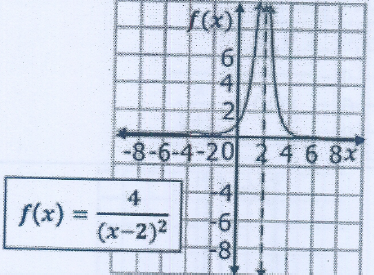 f(x)
6
4
2
-8-6-4-20 2 4 6 8x
-4
-6
-8
f(x) = 4/(x-2)²